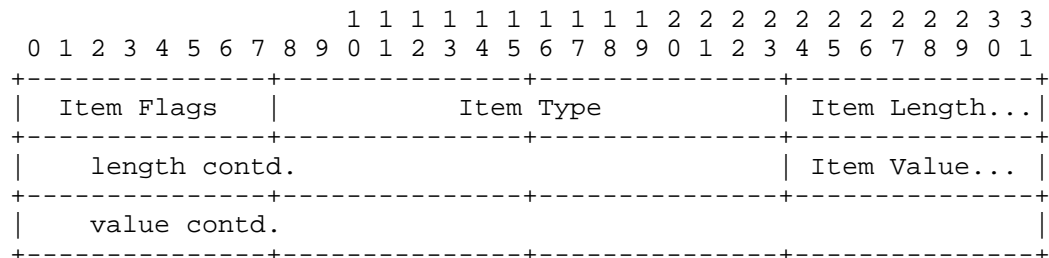 1 1 1 1 1 1 1 1 1 1 2 2 2 2 2 2 2 2 2 2 3 3
 0 1 2 3 4 5 6 7 8 9 0 1 2 3 4 5 6 7 8 9 0 1 2 3 4 5 6 7 8 9 0 1
+---------------+---------------+---------------+---------------+
|  Item Flags   |           Item Type           | Item Length...|
+---------------+---------------+---------------+---------------+
|    length contd.                              | Item Value... |
+---------------+---------------+---------------+---------------+
|    value contd.                                               |
+---------------+---------------+---------------+---------------+